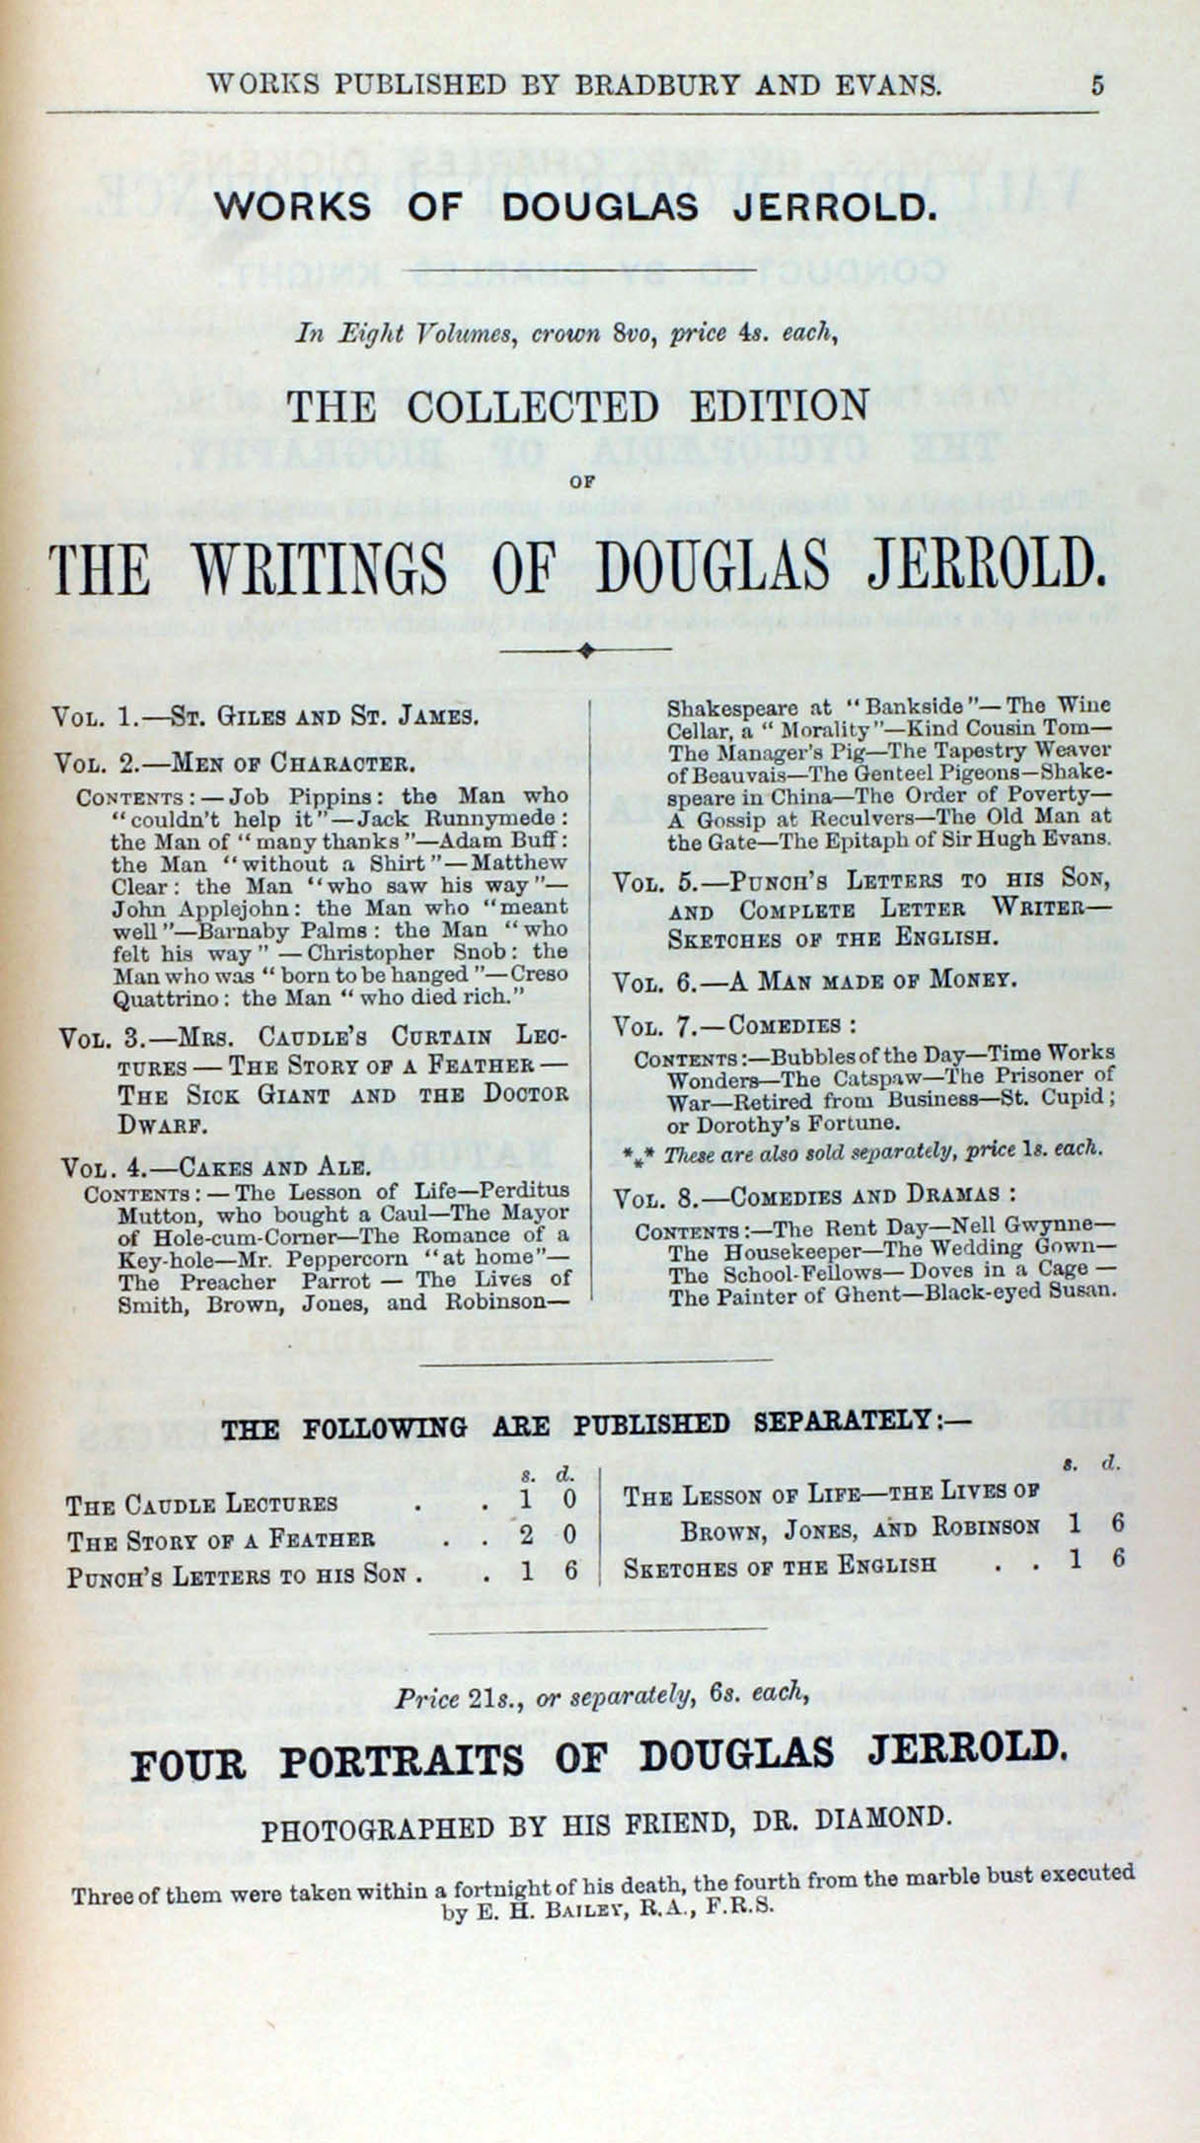 WORKS PUBLISHED BY BRADBURY AND EVANS. 5
WORKS OF DOUGLAS JERROLD.
In Eight Volumes, crown 8vo, price 4s. each,
THE COLLECTED EDITION
OF
THE WRITINGS OF DOUGLAS JERROLD.
VOL. 1.—ST. GILES AND ST. JAMES.
VOL. 2.—MEN OF CHARACTER.
CONTENTS:—Job Pippins: the Man who
"couldn't help it"—Jack Runnymede:
the Man of "many thanks"—Adam Buff:
the Man "without a Shirt"—Matthew
Clear: the Man "who saw his way"—
John Applejohn: the Man who "meant
well"—Barnaby Palms: the Man "who
felt his way"—Christopher Snob: the
Man who was "born to be hanged"—Creso
Quattrino: the Man "who died rich."
VOL. 3.—MRS. CAUDLE'S CURTAIN LEC-
TURES—THE STORY OF A FEATHER—
THE SICK GIANT AND THE DOCTOR
DWARF.
VOL. 4.—CAKES AND ALE.
CONTENTS:—The Lesson of Life—Perditus
Mutton, who bought a Caul—The Mayor
of Hole-cum-Corner—The Romance of a
Key-hole—Mr. Peppercorn "at home"—
The Preacher Parrot—The Lives of
Smith, Brown, Jones, and Robinson—
Shakespeare at "Bankside"—The Wine
Cellar, a "Morality"—Kind Cousin Tom—
The Manager's Pig—The Tapestry Weaver
of Beauvais—The Genteel Pigeons—Shake-
speare in China—The Order of Poverty—
A Gossip at Reculvers—The Old Man at
the Gate—The Epitaph of Sir Hugh Evans.
VOL. 5.—PUNCH'S LETTERS TO HIS SON,
AND COMPLETE LETTER WRITER—
SKETCHES OF THE ENGLISH.
VOL. 6.—A MAN MADE OF MONEY.
VOL. 7.—COMEDIES:
CONTENTS:—Bubbles of the Day—Time Works
Wonders—The Catspaw—The Prisoner of
War—Retired from Business—St. Cupid;
or Dorothy's Fortune.
*** These are also sold separately, price 1s. each.
VOL. 8.—COMEDIES AND DRAMAS:
CONTENTS:—The Rent Day—Nell Gwynne—
The Housekeeper—The Wedding Gown—
The School-Fellows—Doves in a Cage—
The Painter of Ghent—Black-eyed Susan.
THE FOLLOWING ARE PUBLISHED SEPARATELY:—
s. d.
THE CAUDLE LECTURES . . 1 0
THE STORY OF A FEATHER . . 2 0
PUNCH'S LETTERS TO HIS SON . . 1 6
s. d.
THE LESSON OF LIFE—THE LIVES OF
BROWN, JONES, AND ROBINSON 1 6
SKETCHES OF THE ENGLISH . . 1 6
Price 21s., or separately, 6s. each,
FOUR PORTRAITS OF DOUGLAS JERROLD.
PHOTOGRAPHED BY HIS FRIEND, DR. DIAMOND.
Three of them were taken within a fortnight of his death, the fourth from the marble bust executed
by E. H. BAILEY, R.A., F.R.S.